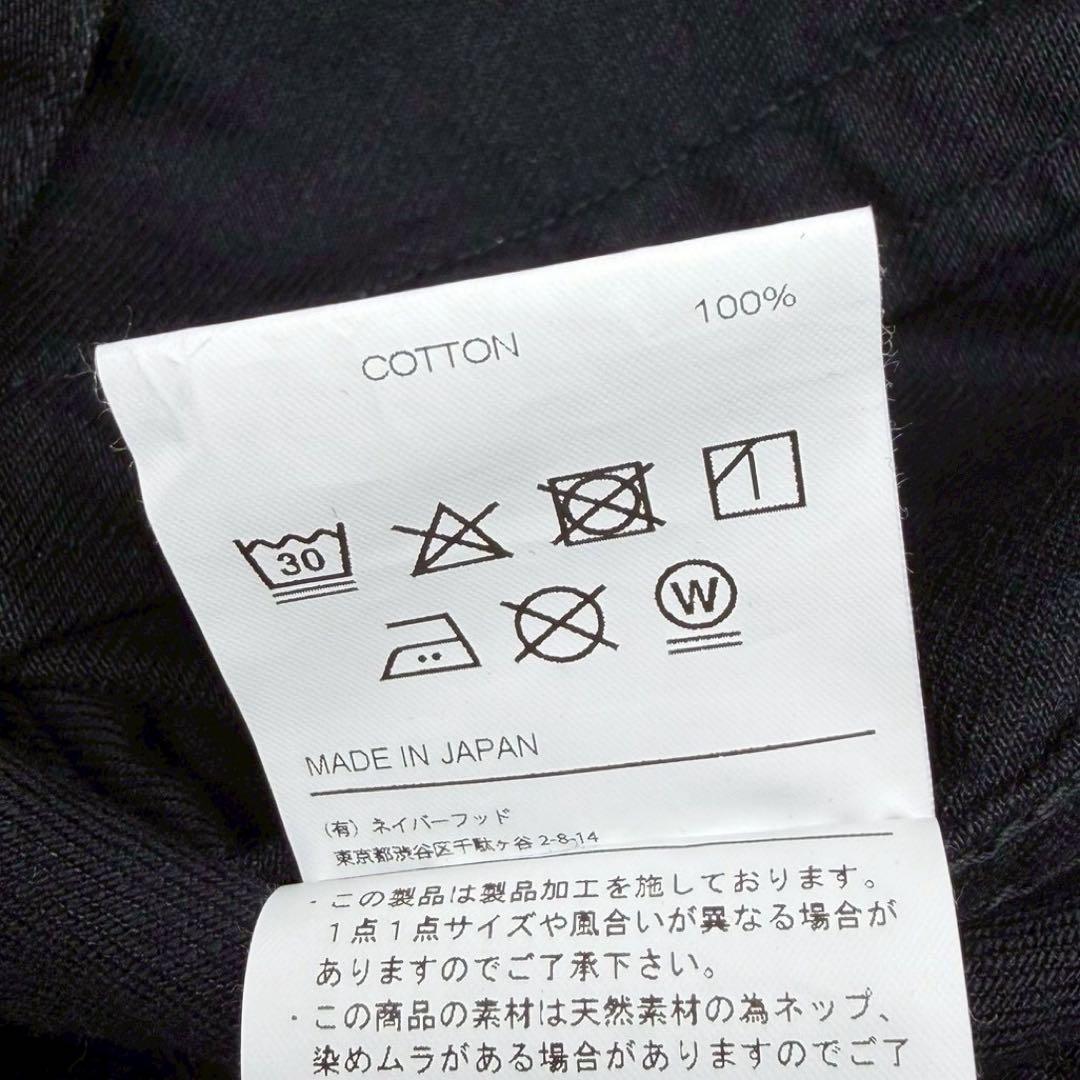 COTTON 100%
30
W
MADE IN JAPAN
(有) ネイバーフッド
東京都渋谷区千駄ヶ谷 2-8-14
・この製品は製品加工を施しております。
1点1点サイズや風合いが異なる場合が
ありますのでご了承下さい。
・この商品の素材は天然素材の為ネップ、
染めムラがある場合がありますのでご了